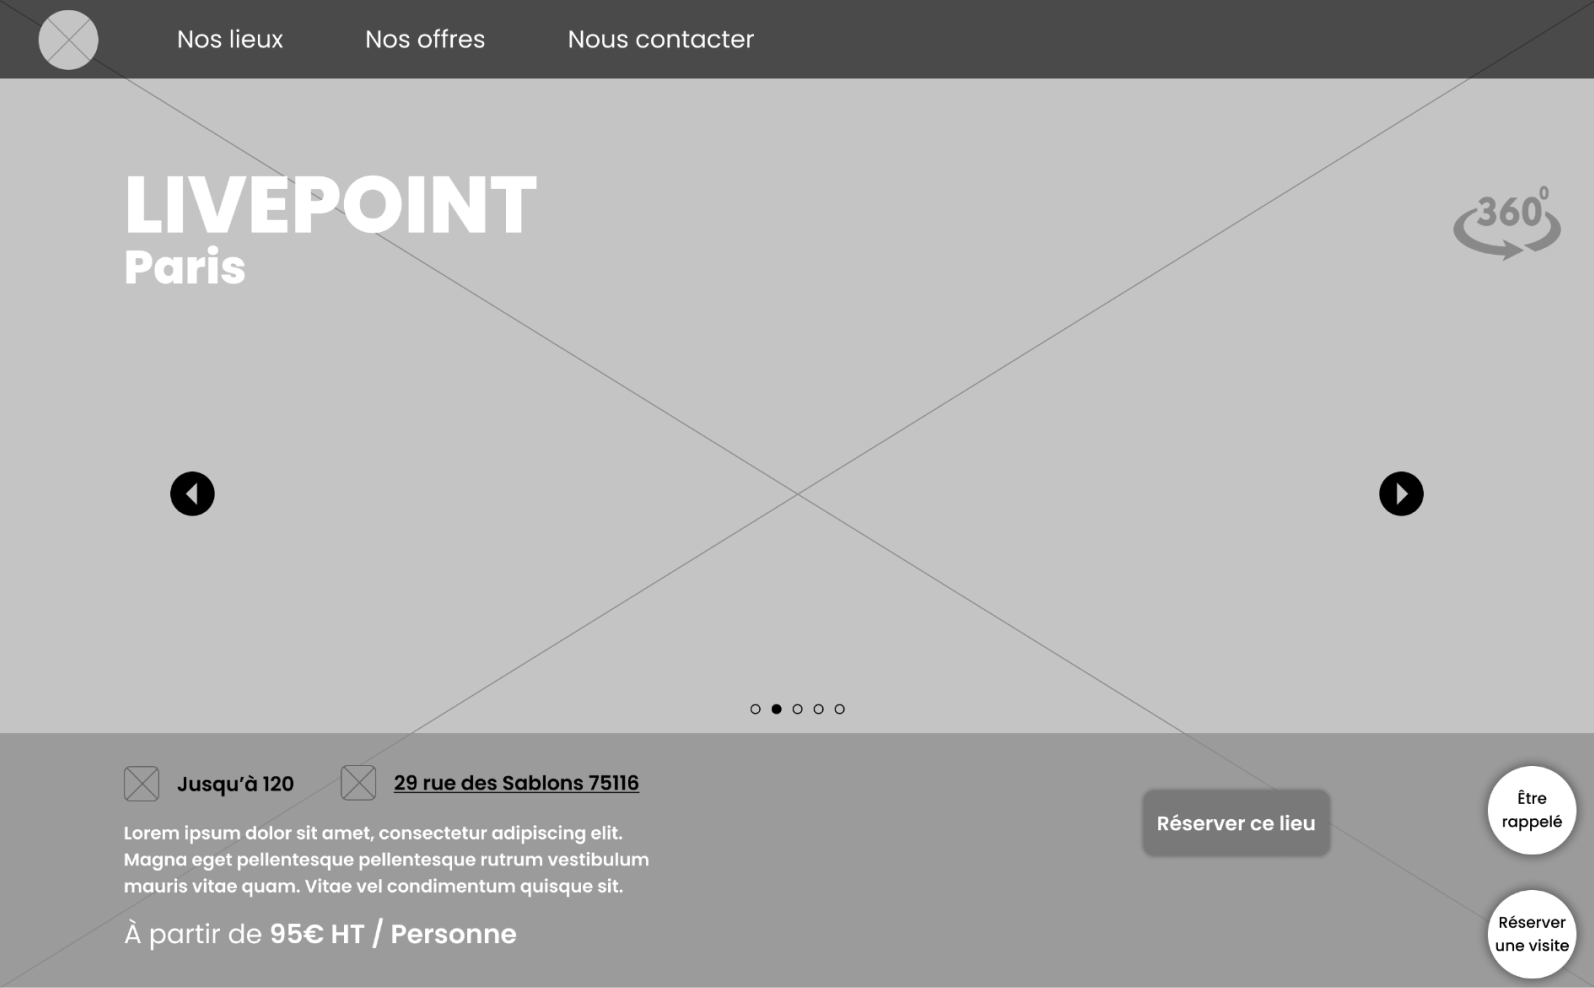 Nos lieux
Nos offres
Nous contacter
LIVEPOINT
Paris
360°
Jusqu’à 120
29 rue des Sablons 75116
Lorem ipsum dolor sit amet, consectetur adipiscing elit.
Magna eget pellentesque pellentesque rutrum vestibulum
mauris vitae quam. Vitae vel condimentum quisque sit.
À partir de 95€ HT / Personne
Réserver ce lieu
Être
rappelé
Réserver
une visite